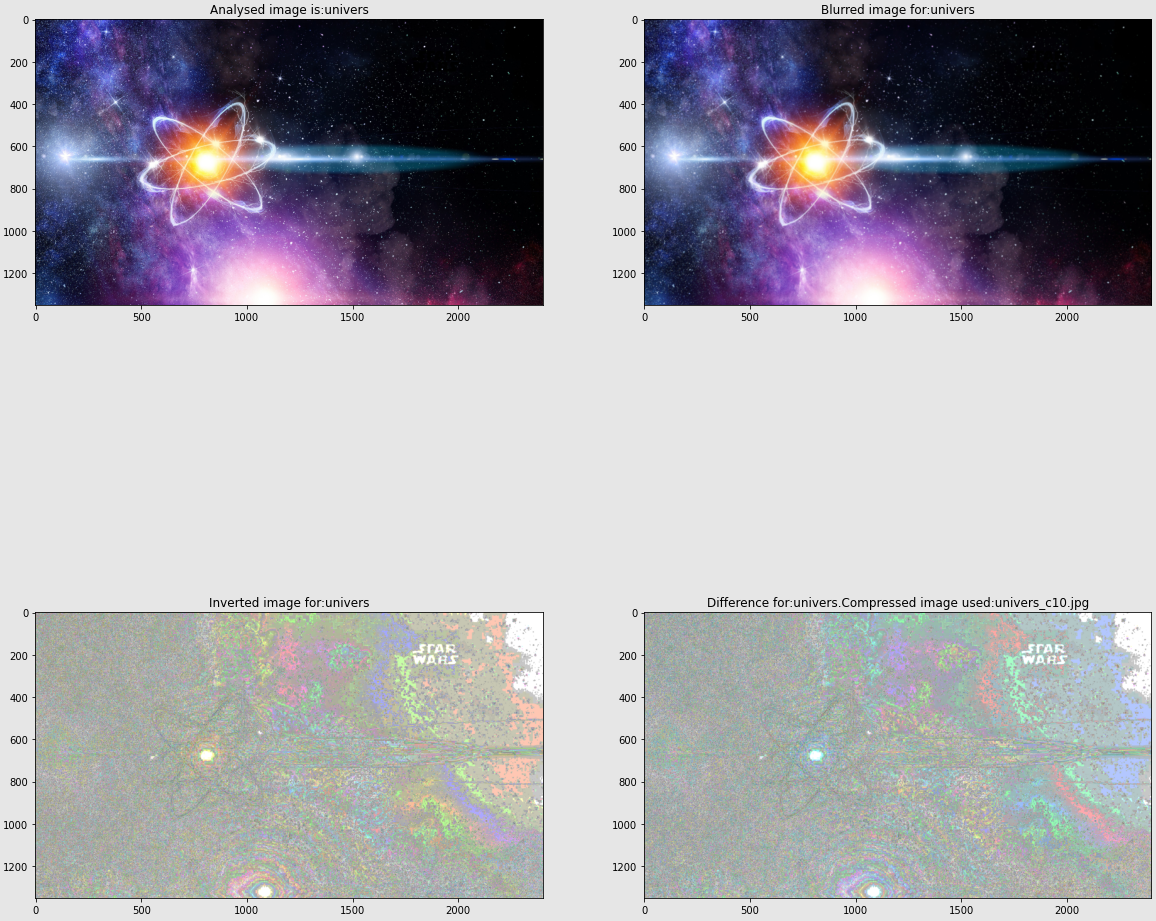 Analysed image is:univers
0
200
400
600
800
1000
1200
0 500 1000 1500 2000
Blurred image for:univers
0
200
400
600
800
1000
1200
0 500 1000 1500 2000
Inverted image for:univers
0
200
400
600
800
1000
1200
STAR
WARS
0 500 1000 1500 2000
Difference for:univers.Compressed image used:univers_c10.jpg
0
200
400
600
800
1000
1200
STAR
WARS
0 500 1000 1500 2000